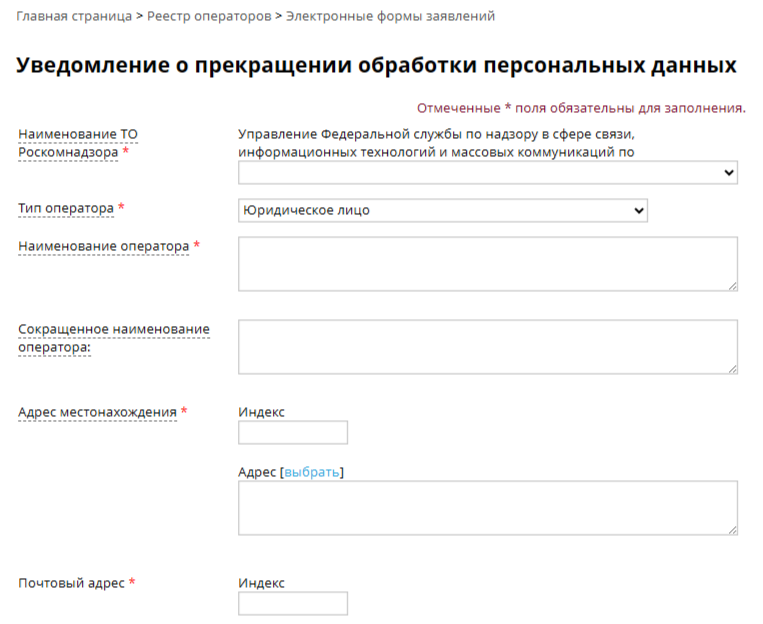 Главная страница > Реестр операторов > Электронные формы заявлений
Уведомление о прекращении обработки персональных данных
Отмеченные * поля обязательны для заполнения.
Наименование ТО
Роскомнадзора *
Управление Федеральной службы по надзору в сфере связи,
информационных технологий и массовых коммуникаций по
Тип оператора *
Юридическое лицо
Наименование оператора *
Сокращенное наименование
оператора:
Адрес местонахождения *
Индекс
Адрес [выбрать]
Почтовый адрес *
Индекс